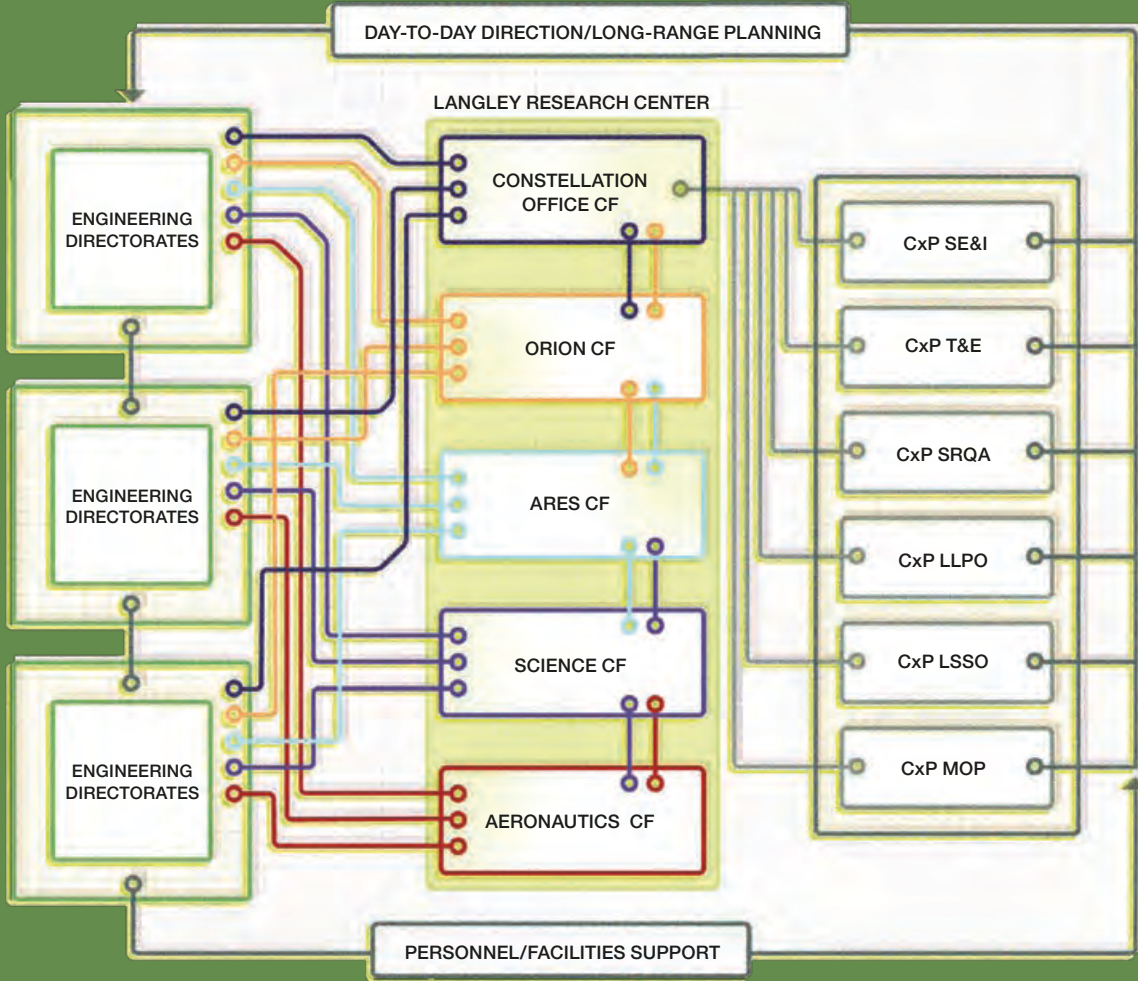 DAY-TO-DAY DIRECTION/LONG-RANGE PLANNING
LANGLEY RESEARCH CENTER
ENGINEERING
DIRECTORATES
ENGINEERING
DIRECTORATES
ENGINEERING
DIRECTORATES
CONSTELLATION
OFFICE CF
ORION CF
ARES CF
SCIENCE CF
AERONAUTICS CF
CxP SE&I
CxP T&E
CxP SRQA
CxP LLPO
CxP LSSO
CxP MOP
PERSONNEL/FACILITIES SUPPORT